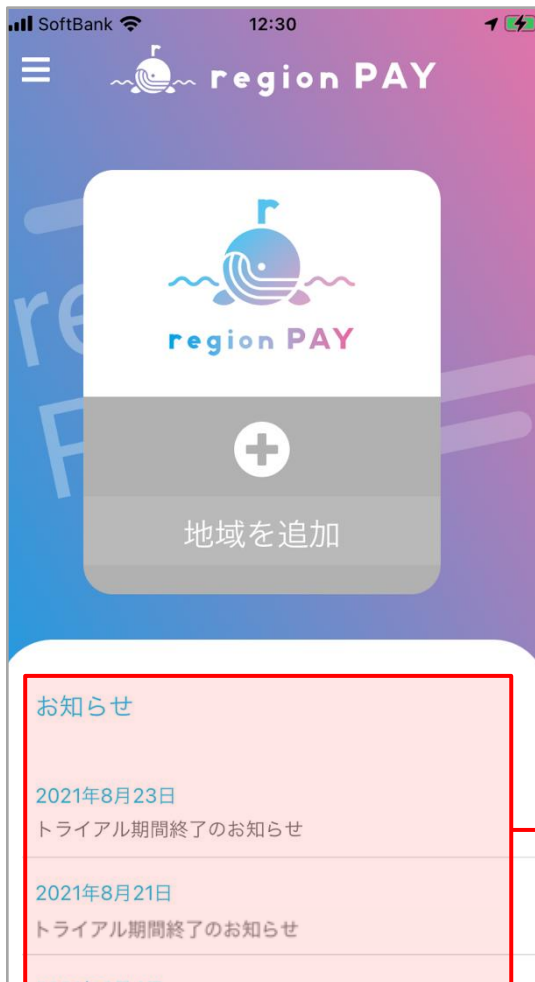 SoftBank 12:30
region PAY
region PAY
地域を追加
お知らせ
2021年8月23日
トライアル期間終了のお知らせ
2021年8月21日
トライアル期間終了のお知らせ